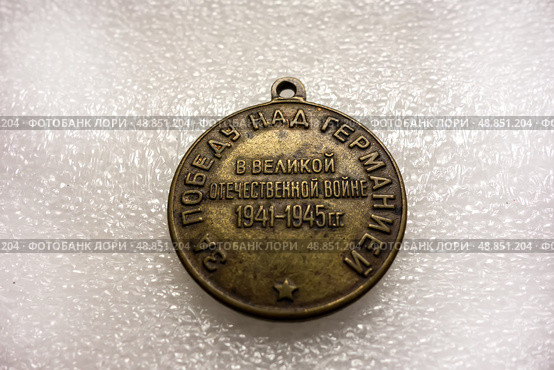 ЗА ПОБЕДУ НАД ГЕРМАНИЕЙ
В ВЕЛИКОЙ
ОТЕЧЕСТВЕННОЙ ВОЙНЕ
1941-1945 г.г.
204 - ФОТОБАНК ЛОРИ - 48.851.204 - ФОТОБАНК ЛОРИ - 48.851.204 - ФОТОБАНК ЛОРИ - 48.851.204
204 - ФОТОБАНК ЛОРИ - 48.851.204 - ФОТОБАНК ЛОРИ - 48.851.204 - ФОТОБАНК ЛОРИ - 48.851.204